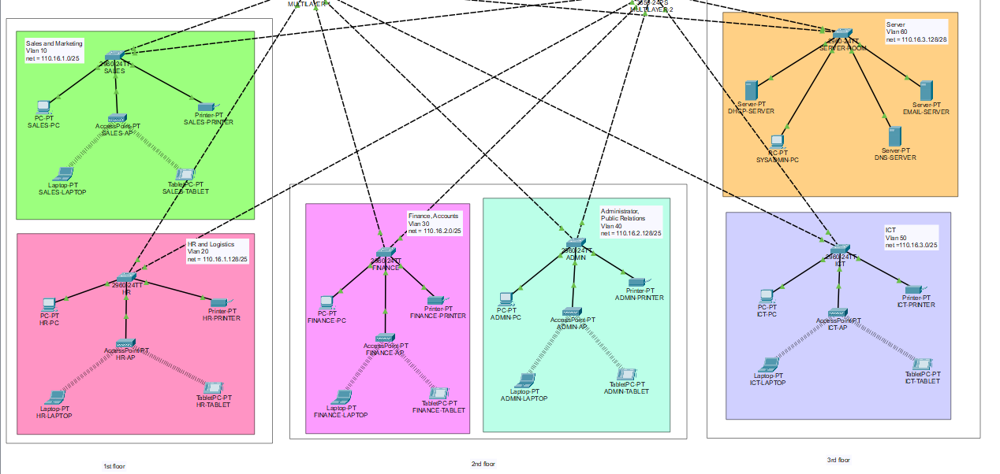 MULTILAYER
3650-24PS
MULTILAYER-2
Sales and Marketing
Vlan 10
net = 110.16.1.0/25
2960-24TT
SALES
PC-PT
SALES-PC
AccessPoint-PT
SALES-AP
Printer-PT
SALES-PRINTER
Laptop-PT
SALES-LAPTOP
TabletPC-PT
SALES-TABLET
HR and Logistics
Vlan 20
net = 110.16.1.128/25
2960-24TT
HR
PC-PT
HR-PC
Printer-PT
HR-PRINTER
AccessPoint-PT
HR-AP
Laptop-PT
HR-LAPTOP
TabletPC-PT
HR-TABLET
1st floor
Finance, Accounts
Vlan 30
net = 110.16.2.0/25
2960-24TT
FINANCE
PC-PT
FINANCE-PC
Printer-PT
FINANCE-PRINTER
AccessPoint-PT
FINANCE-AP
Laptop-PT
FINANCE-LAPTOP
TabletPC-PT
FINANCE-TABLET
Administrator,
Public Relations
Vlan 40
net = 110.16.2.128/25
2960-24TT
ADMIN
PC-PT
ADMIN-PC
Printer-PT
ADMIN-PRINTER
AccessPoint-PT
ADMIN-AP
Laptop-PT
ADMIN-LAPTOP
TabletPC-PT
ADMIN-TABLET
2nd floor
Server
Vlan 60
net = 110.16.3.128/28
2960-24TT
SERVER-ROOM
Server-PT
DHCP-SERVER
Server-PT
EMAIL-SERVER
PC-PT
SYSADMIN-PC
Server-PT
DNS-SERVER
ICT
Vlan 50
net =110.16.3.0/25
2960-24TT
ICT
PC-PT
ICT-PC
Printer-PT
ICT-PRINTER
AccessPoint-PT
ICT-AP
Laptop-PT
ICT-LAPTOP
TabletPC-PT
ICT-TABLET
3rd floor